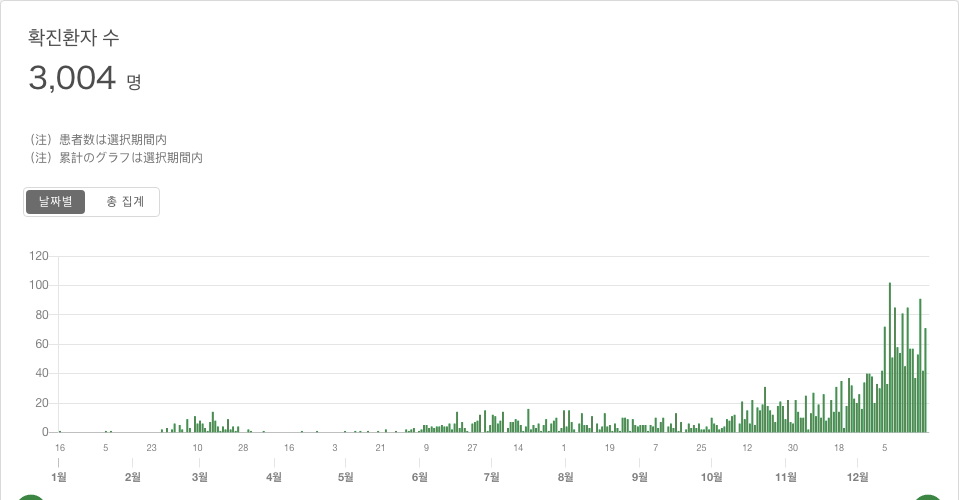 확진환자 수
3,004 명
（注）患者数は選択期間内
（注）累計のグラフは選択期間内
날짜별 총 집계
120
100
80
60
40
20
0
16 5 23 10 28 16 3 21 9 27 14 1 19 7 25 12 30 18 5
1월 2월 3월 4월 5월 6월 7월 8월 9월 10월 11월 12월